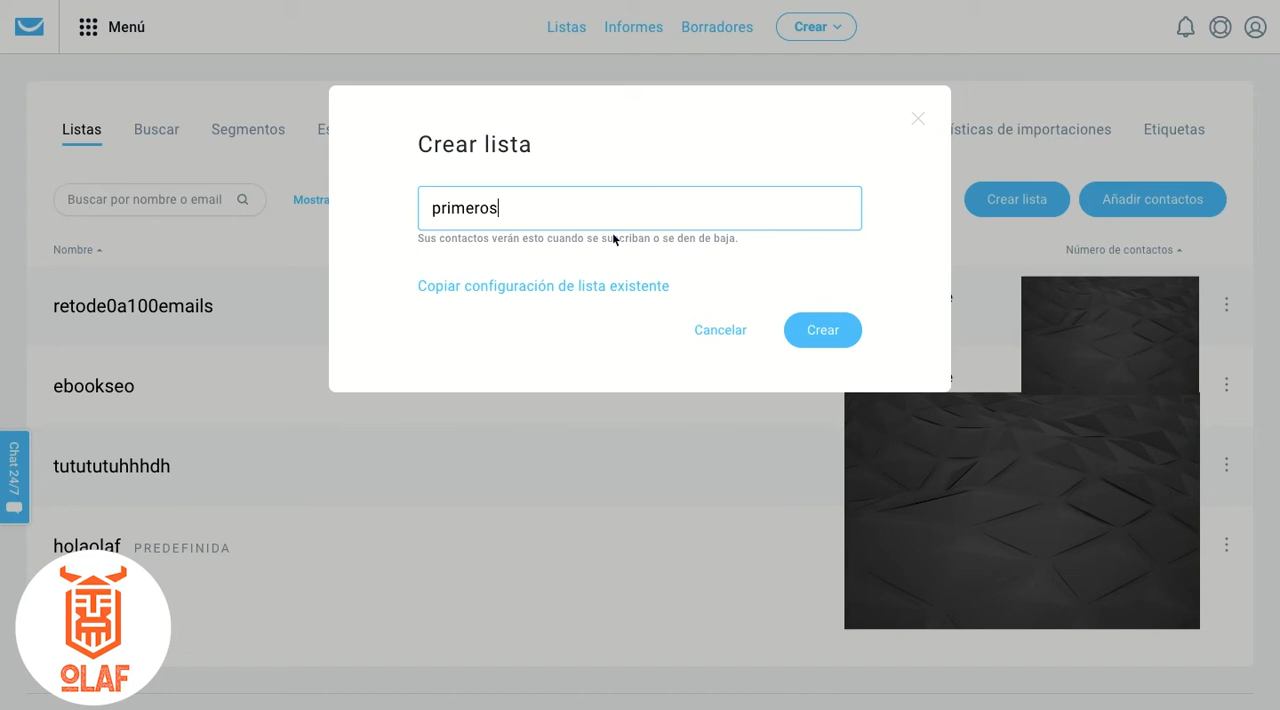 Menú
Listas Informes Borradores Crear
Listas Buscar Segmentos Es ísticas de importaciones Etiquetas
Crear lista
primeros
Sus contactos verán esto cuando se suscriban o se den de baja.
Copiar configuración de lista existente
Cancelar Crear
Buscar por nombre o email Mostra Crear lista Añadir contactos
Nombre Número de contactos
retode0a100emails
ebookseo
tutututuhhhdh
holaolaf PREDEFINIDA
Chat 24/7
OLAF